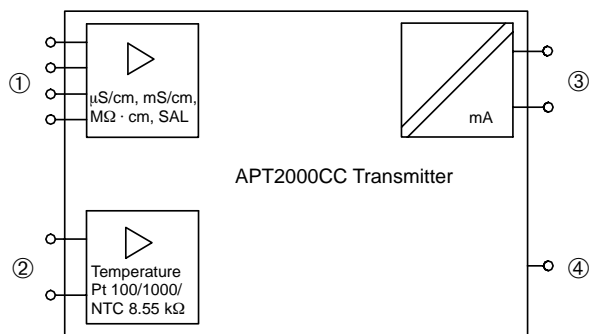 ①
µS/cm, mS/cm,
MΩ · cm, SAL
mA
③
APT2000CC Transmitter
②
Temperature
Pt 100/1000/
NTC 8.55 kΩ
④